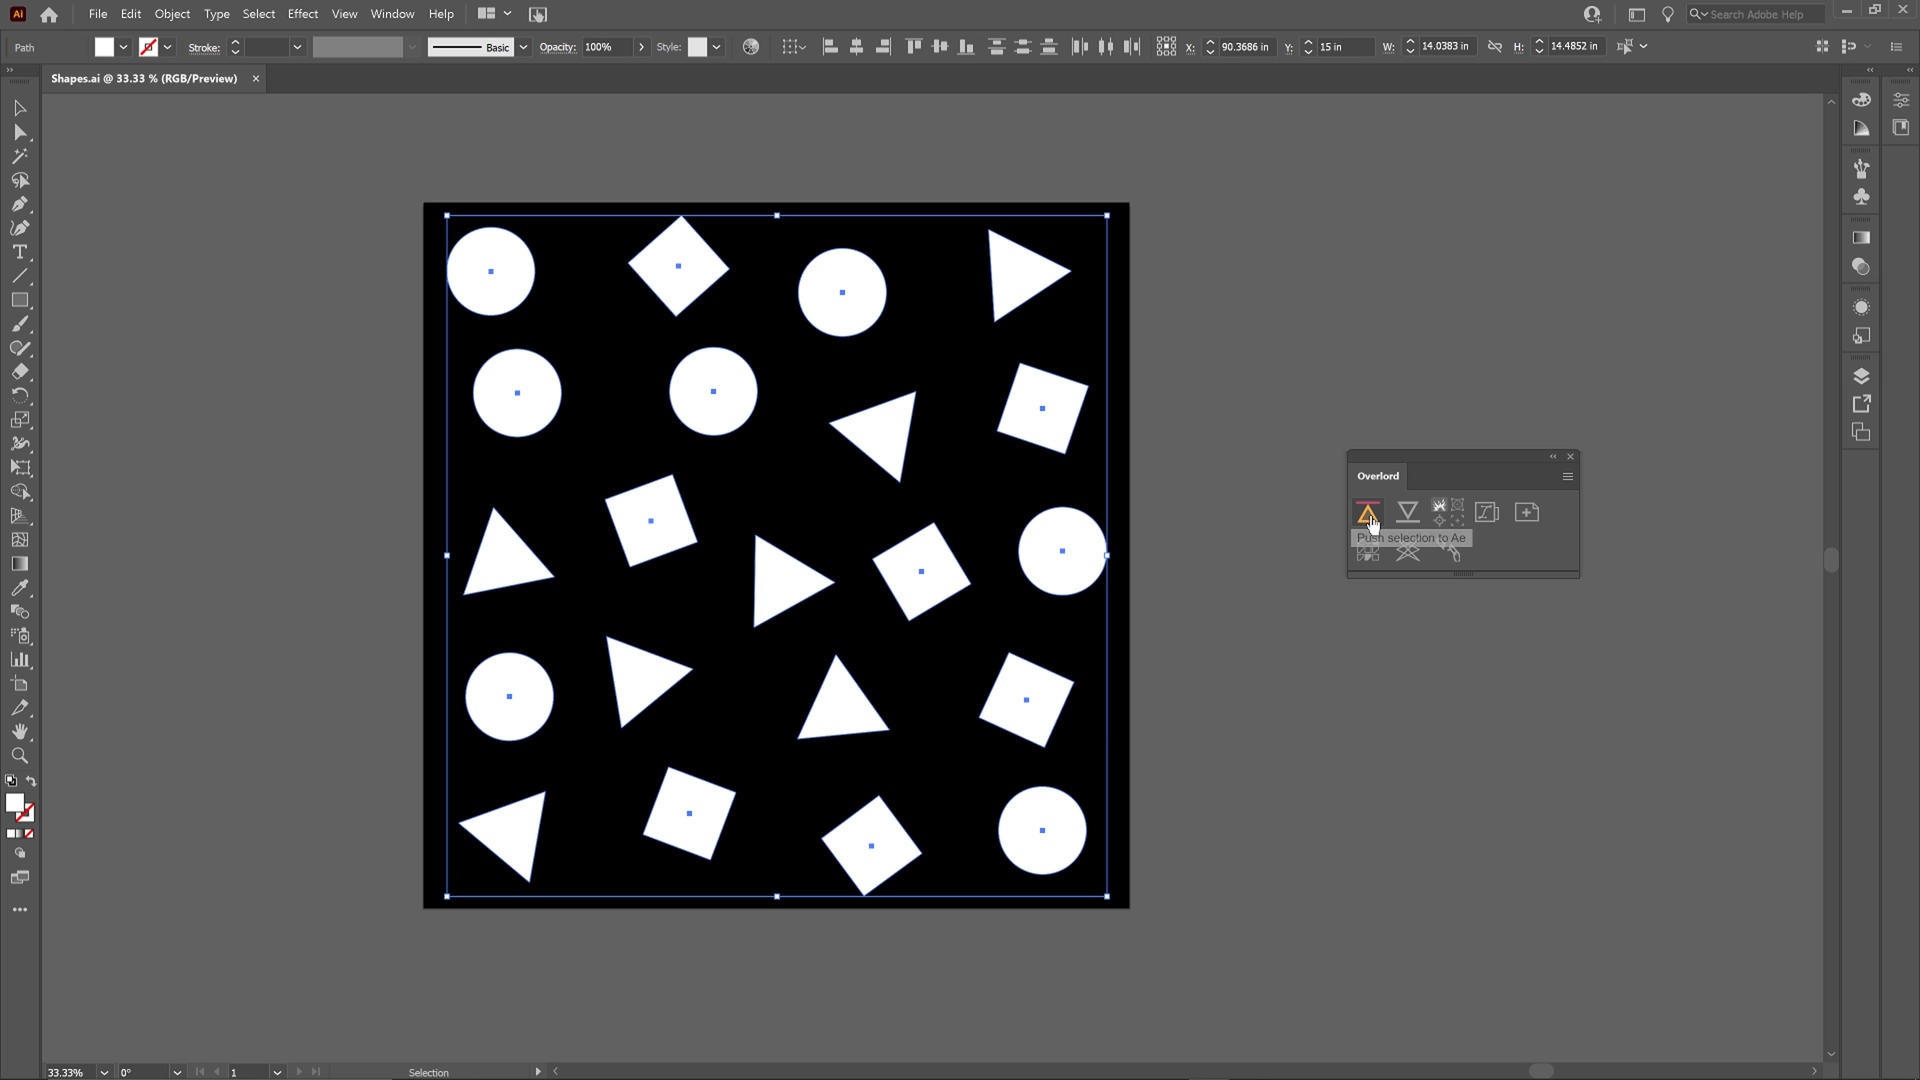 Ai File Edit Object Type Select Effect View Window Help Search Adobe Help
Path Stroke: Basic Opacity: 100% Style: X: 90.3686 in Y: 15 in W: 14.0383 in H: 14.4852 in
Shapes.ai @ 33.33 % (RGB/Preview)
Overlord
Push selection to Ae
33.33% 0° 1 Selection